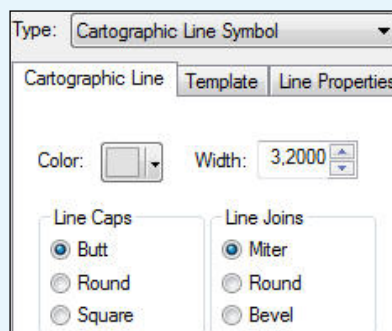 Type: Cartographic Line Symbol
Cartographic Line Template Line Properties
Color: Width: 3,2000
Line Caps Line Joins
Butt Miter
Round Round
Square Bevel